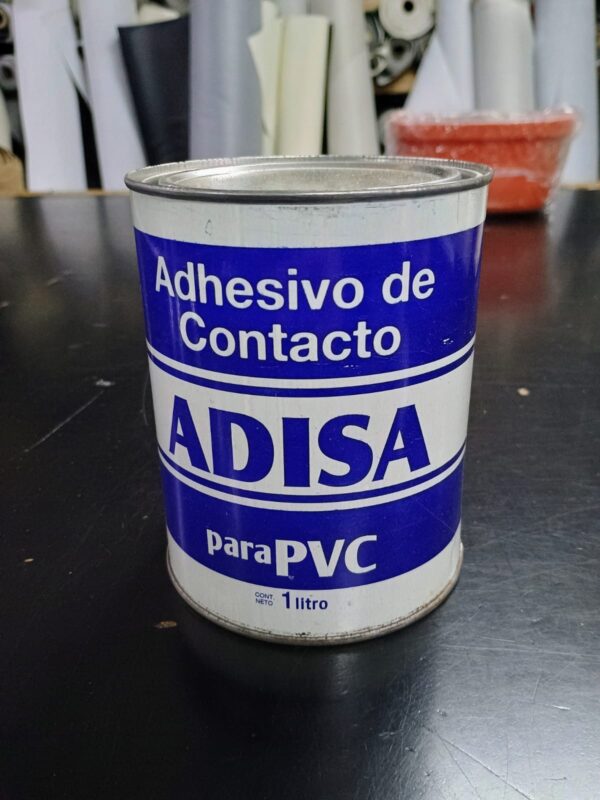 Adhesivo de
Contacto
ADISA
para PVC
CONT. NETO 1 litro